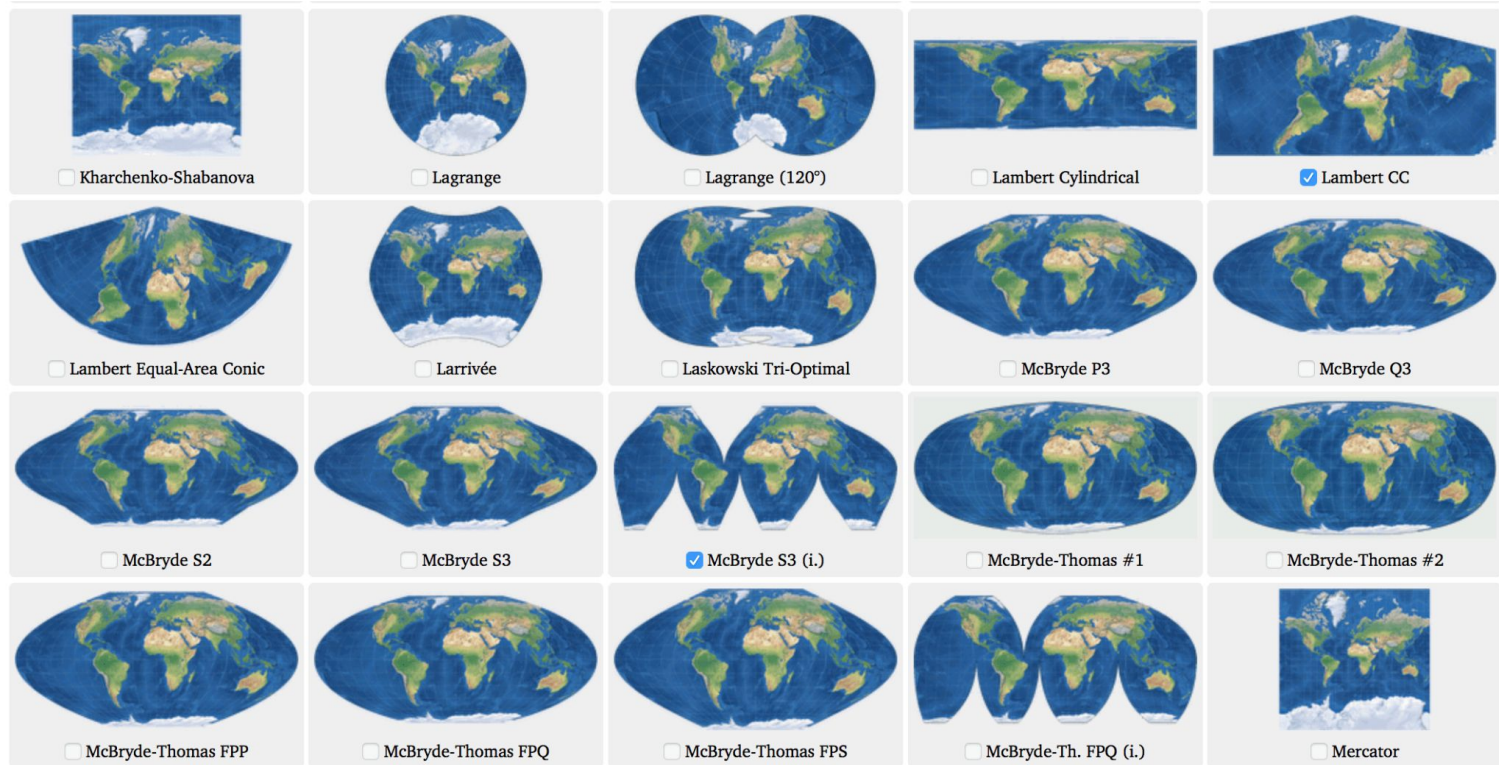 Kharchenko-Shabanova
Lagrange
Lagrange (120°)
Lambert Cylindrical
Lambert CC
Lambert Equal-Area Conic
Larrivée
Laskowski Tri-Optimal
McBryde P3
McBryde Q3
McBryde S2
McBryde S3
McBryde S3 (i.)
McBryde-Thomas #1
McBryde-Thomas #2
McBryde-Thomas FPP
McBryde-Thomas FPQ
McBryde-Thomas FPS
McBryde-Th. FPQ (i.)
Mercator